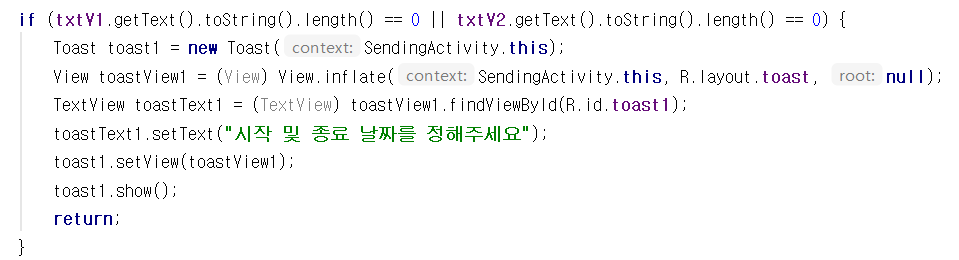 if (txtV1.getText().toString().length() == 0 || txtV2.getText().toString().length() == 0) {
Toast toast1 = new Toast( context: SendingActivity.this);
View toastView1 = (View) View.inflate( context: SendingActivity.this, R.layout.toast, root: null);
TextView toastText1 = (TextView) toastView1.findViewById(R.id.toast1);
toastText1.setText("시작 및 종료 날짜를 정해주세요");
toast1.setView(toastView1);
toast1.show();
return;
}